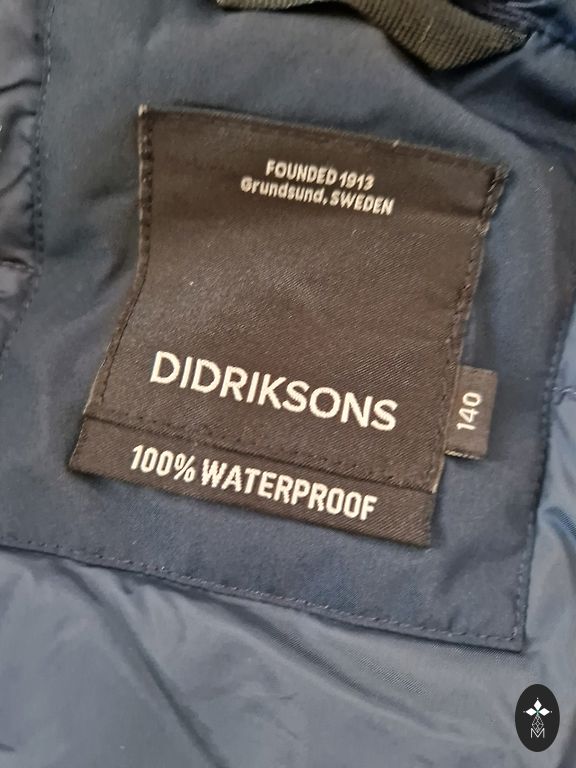 FOUNDED 1913
Grundsund, SWEDEN
DIDRIKSONS
140
100% WATERPROOF